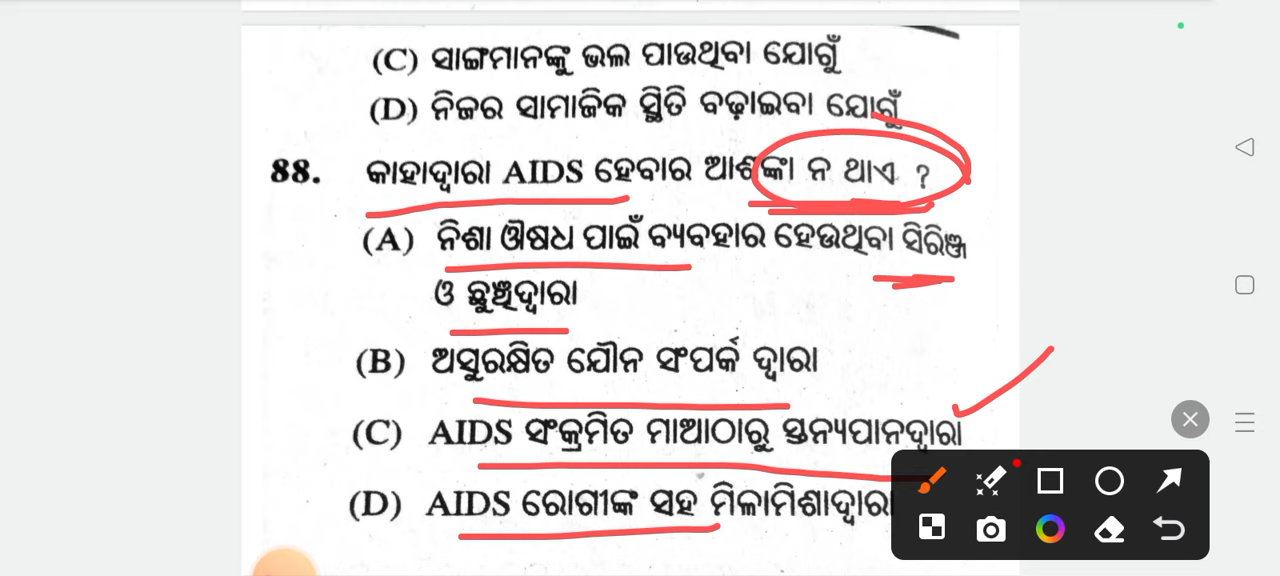 (C) ସାଙ୍ଗମାନଙ୍କୁ ଭଲ ପାଉଥିବା ଯୋଗୁଁ
(D) ନିଜର ସାମାଜିକ ସ୍ଥିତି ବଢ଼ାଇବା ଯୋଗୁଁ
88. କାହାଦ୍ୱାରା AIDS ହେବାର ଆଶଙ୍କା ନ ଥାଏ ?
(A) ନିଶା ଔଷଧ ପାଇଁ ବ୍ୟବହାର ହେଉଥିବା ସିରିଞ୍ଜ
ଓ ଛୁଞ୍ଚିଦ୍ୱାରା
(B) ଅସୁରକ୍ଷିତ ଯୌନ ସଂପର୍କ ଦ୍ୱାରା
(C) AIDS ସଂକ୍ରମିତ ମାଆଠାରୁ ସ୍ତନ୍ୟପାନଦ୍ୱାରା
(D) AIDS ରୋଗୀଙ୍କ ସହ ମିଳାମିଶାଦ୍ୱାରା